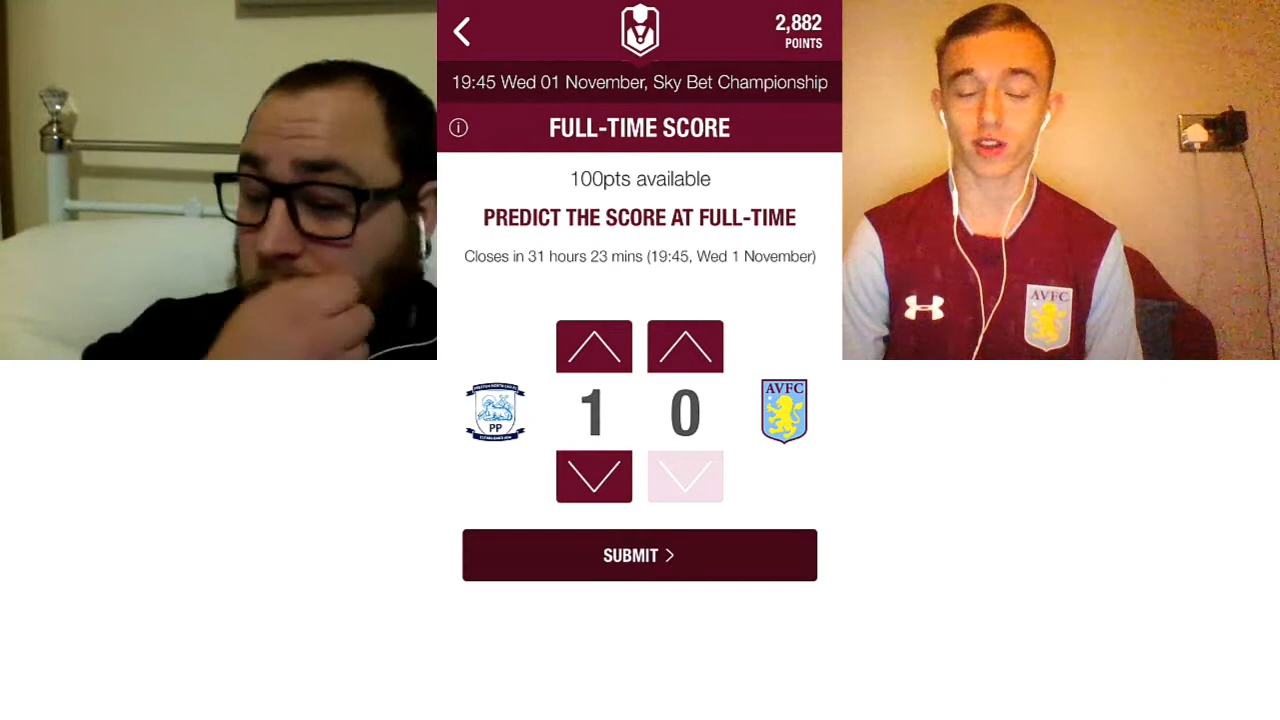 2,882
POINTS
19:45 Wed 01 November, Sky Bet Championship
FULL-TIME SCORE
100pts available
PREDICT THE SCORE AT FULL-TIME
Closes in 31 hours 23 mins (19:45, Wed 1 November)
AVFC
PP
1 0
AVFC
SUBMIT >